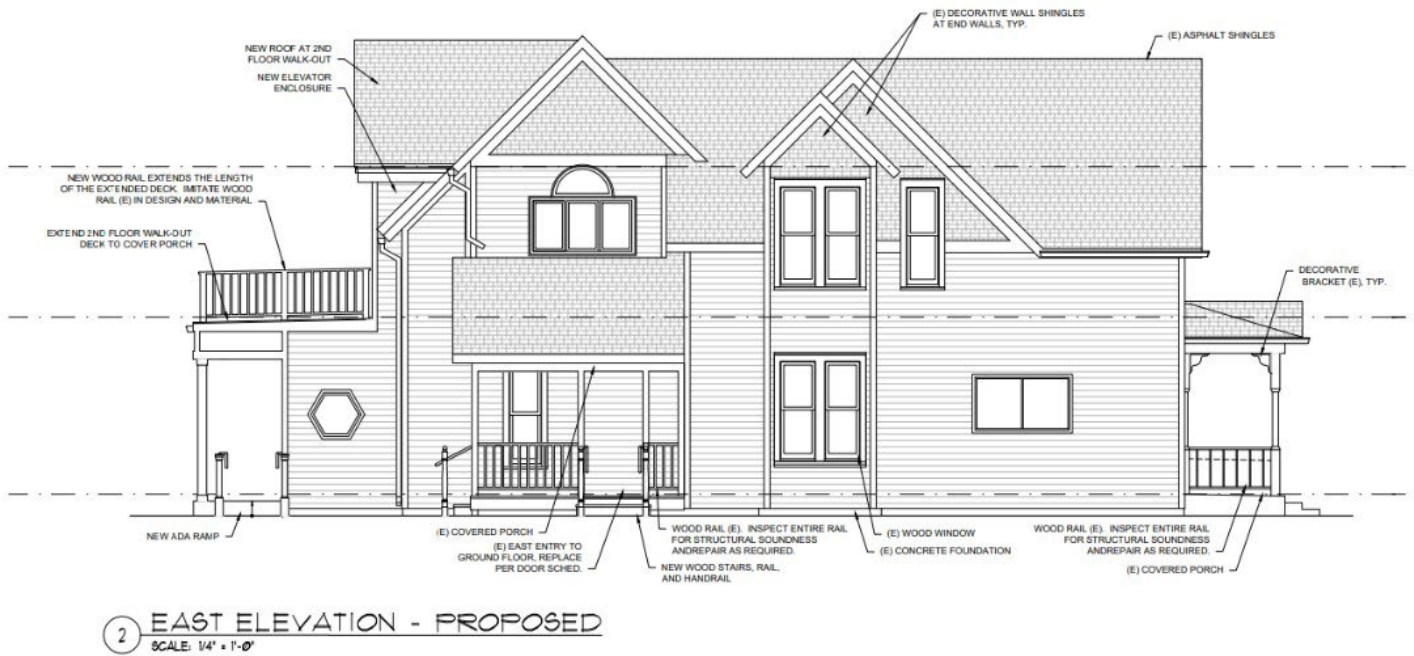 (E) DECORATIVE WALL SHINGLES
AT END WALLS, TYP.
(E) ASPHALT SHINGLES
NEW ROOF AT 2ND
FLOOR WALK-OUT
NEW ELEVATOR
ENCLOSURE
NEW WOOD RAIL EXTENDS THE LENGTH
OF THE EXTENDED DECK. IMITATE WOOD
RAIL (E) IN DESIGN AND MATERIAL
EXTEND 2ND FLOOR WALK-OUT
DECK TO COVER PORCH
DECORATIVE
BRACKET (E), TYP.
NEW ADA RAMP
(E) COVERED PORCH
(E) EAST ENTRY TO
GROUND FLOOR, REPLACE
PER DOOR SCHED.
WOOD RAIL (E). INSPECT ENTIRE RAIL
FOR STRUCTURAL SOUNDNESS
ANDREPAIR AS REQUIRED.
NEW WOOD STAIRS, RAIL,
AND HANDRAIL
(E) WOOD WINDOW
(E) CONCRETE FOUNDATION
WOOD RAIL (E). INSPECT ENTIRE RAIL
FOR STRUCTURAL SOUNDNESS
ANDREPAIR AS REQUIRED.
(E) COVERED PORCH
2 EAST ELEVATION - PROPOSED
SCALE: 1/4" = 1'-0"